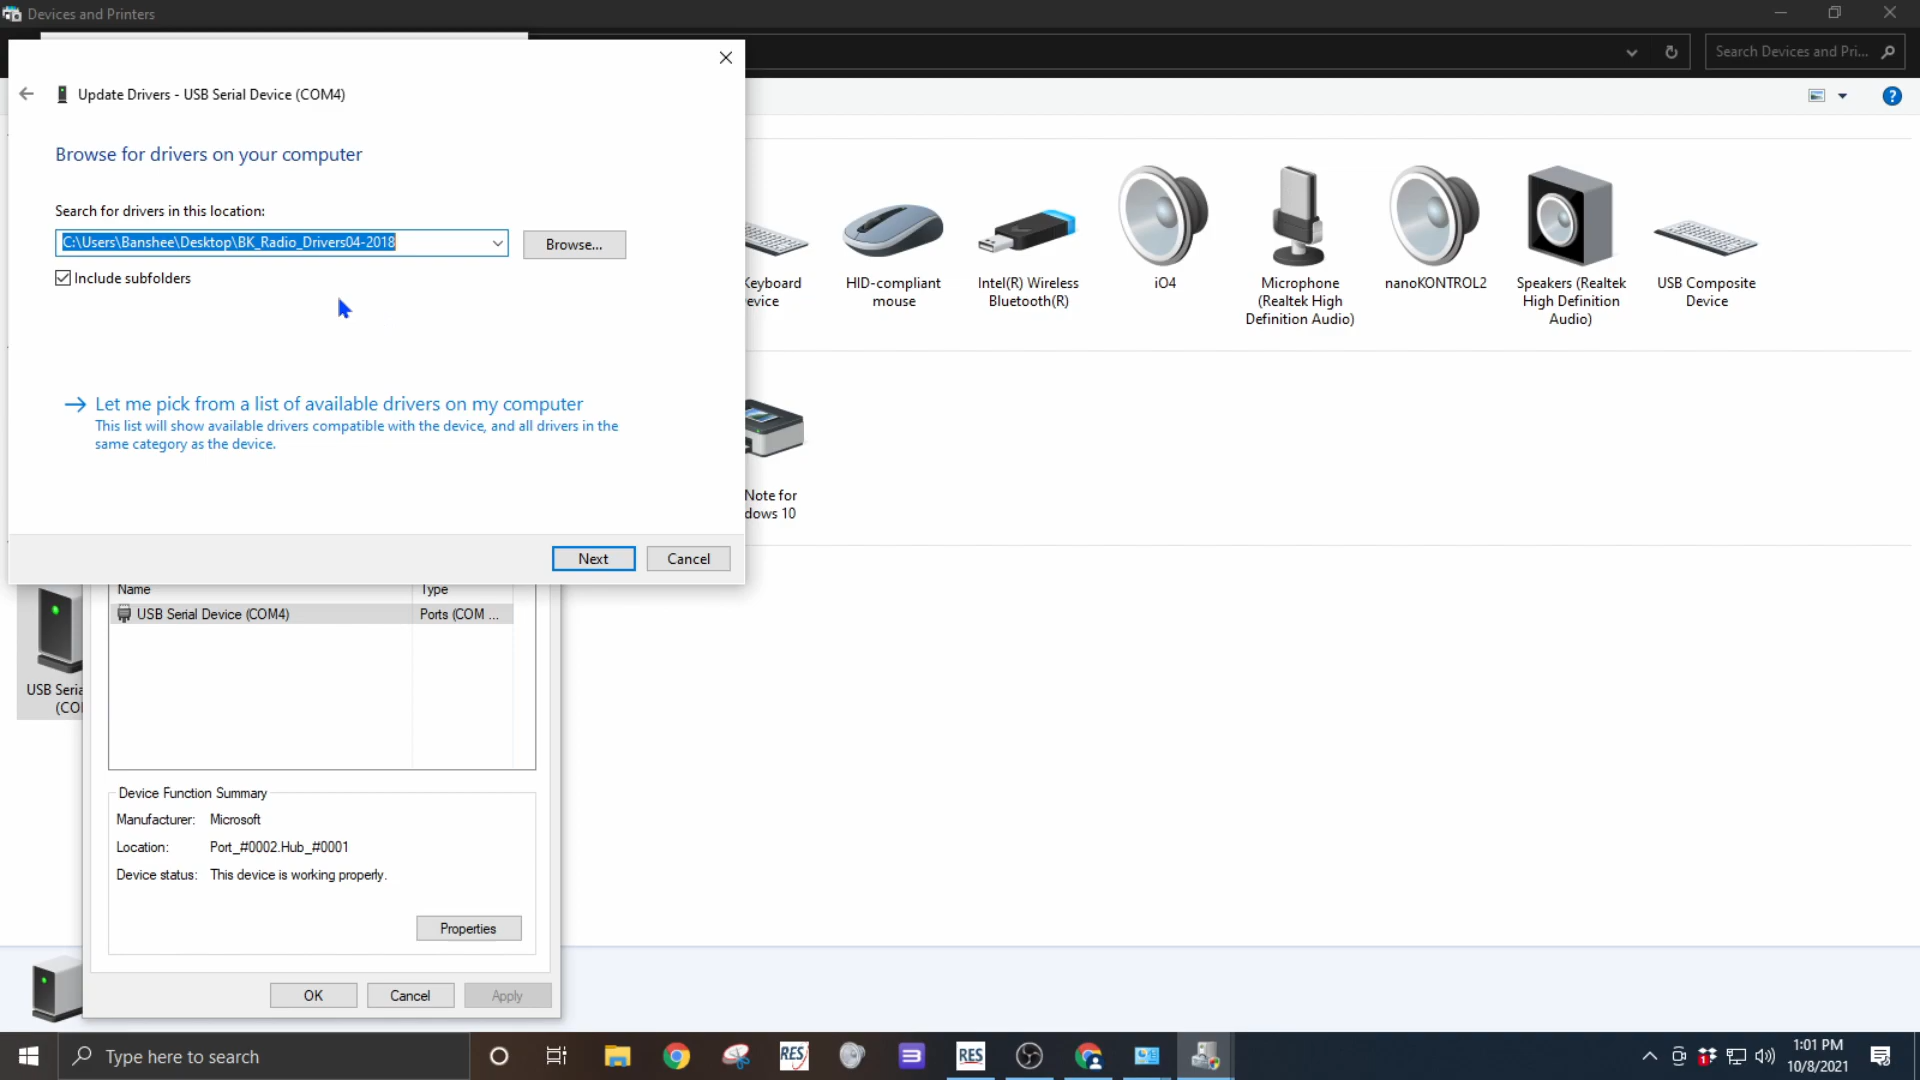 Devices and Printers
Search Devices and Pri...
Update Drivers - USB Serial Device (COM4)
Browse for drivers on your computer
Search for drivers in this location:
C:\Users\Banshee\Desktop\BK_Radio_Drivers04-2018
Browse...
Include subfolders
Let me pick from a list of available drivers on my computer
This list will show available drivers compatible with the device, and all drivers in the
same category as the device.
Next
Cancel
Keyboard
evice
HID-compliant
mouse
Intel(R) Wireless
Bluetooth(R)
iO4
Microphone
(Realtek High
Definition Audio)
nanoKONTROL2
Speakers (Realtek
High Definition
Audio)
USB Composite
Device
Note for
dows 10
Name
Type
USB Serial Device (COM4)
Ports (COM ...
USB Seria
(CO
Device Function Summary
Manufacturer: Microsoft
Location: Port_#0002.Hub_#0001
Device status: This device is working properly.
Properties
OK
Cancel
Apply
Type here to search
RES
RES
1:01 PM
10/8/2021